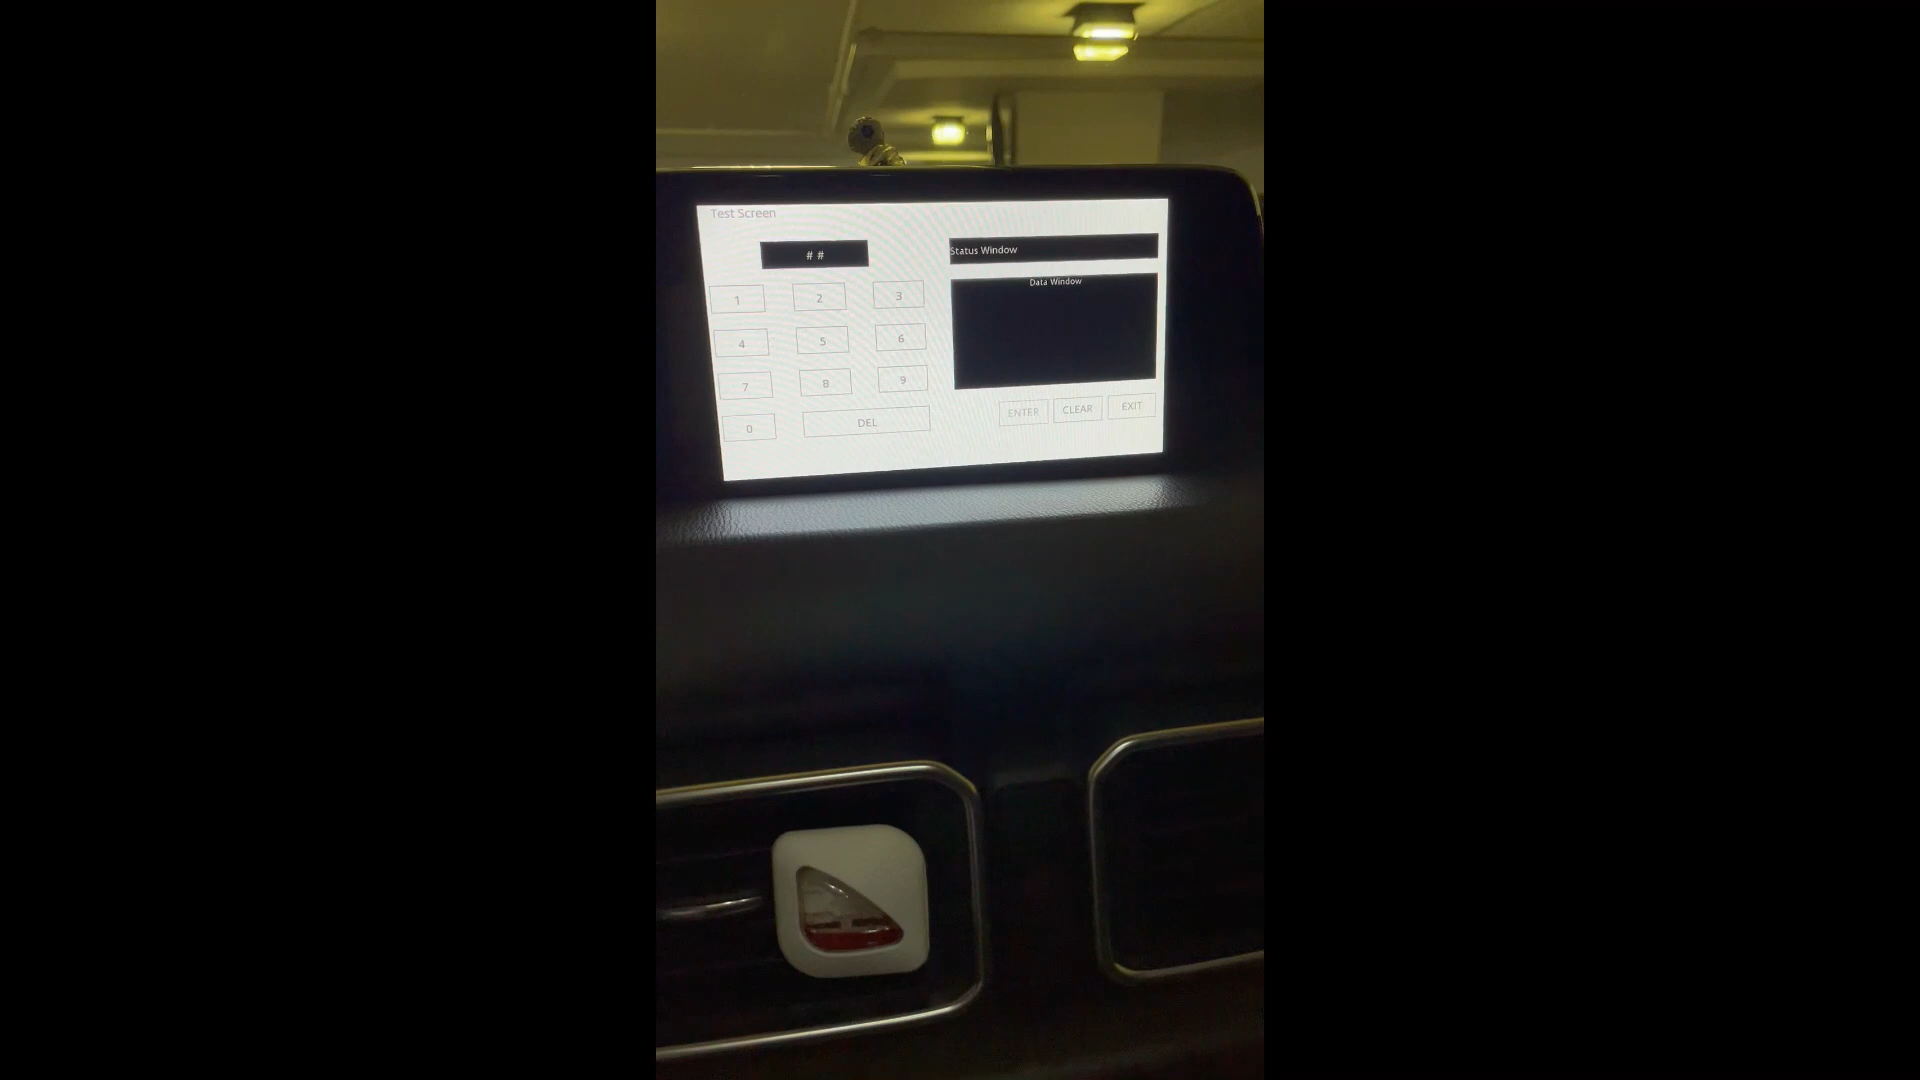 Test Screen
# #
Status Window
Data Window
1 2 3
4 5 6
7 8 9
0 DEL
ENTER CLEAR EXIT